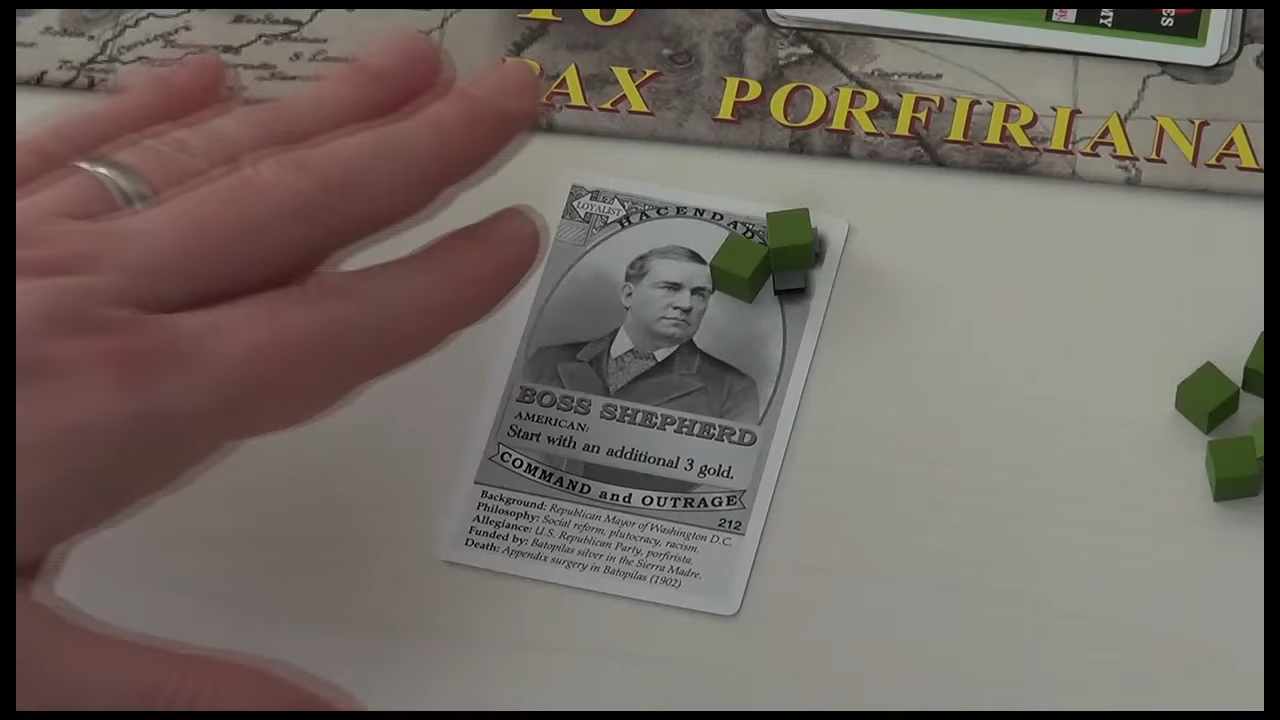 ES
MY
PAX PORFIRIANA
LOYALIST
HACENDADO
BOSS SHEPHERD
AMERICAN:
Start with an additional 3 gold.
COMMAND and OUTRAGE
212
Background: Republican Mayor of Washington D.C.
Philosophy: Social reform, plutocracy, racism.
Allegiance: U.S. Republican Party, porfirista.
Funded by: Batopilas silver in the Sierra Madre.
Death: Appendix surgery in Batopilas (1902)